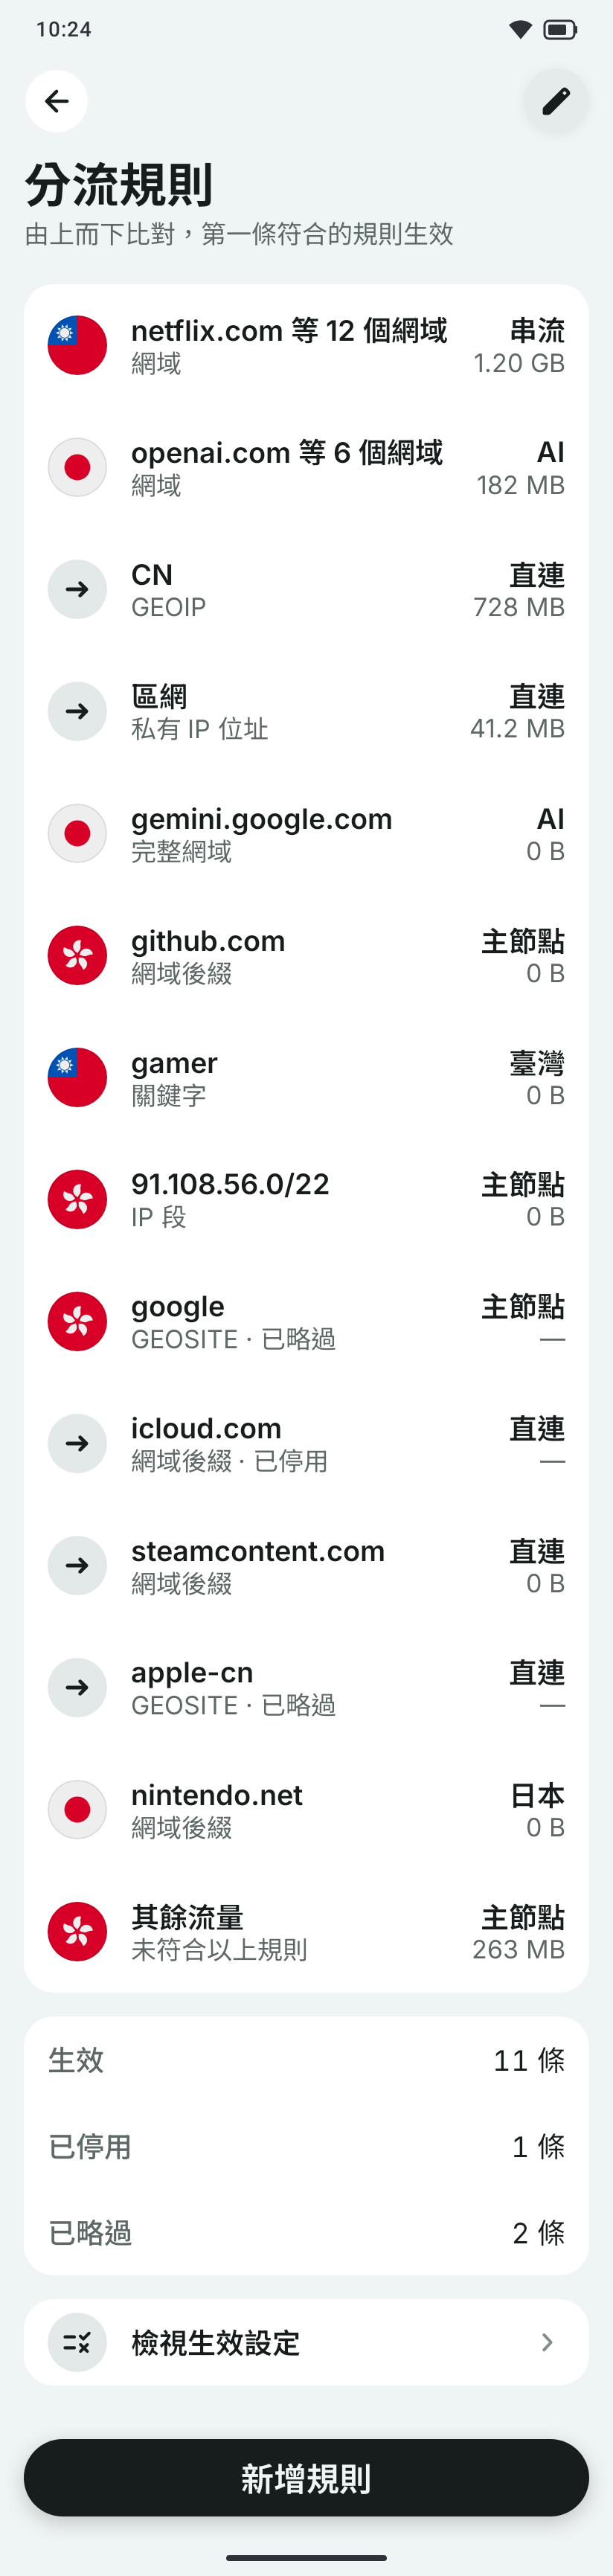 10:24
分流規則
由上而下比對，第一條符合的規則生效
netflix.com 等 12 個網域 串流
網域 1.20 GB
openai.com 等 6 個網域 AI
網域 182 MB
CN 直連
GEOIP 728 MB
區網 直連
私有 IP 位址 41.2 MB
gemini.google.com AI
完整網域 0 B
github.com 主節點
網域後綴 0 B
gamer 臺灣
關鍵字 0 B
91.108.56.0/22 主節點
IP 段 0 B
google 主節點
GEOSITE · 已略過 —
icloud.com 直連
網域後綴 · 已停用 —
steamcontent.com 直連
網域後綴 0 B
apple-cn 直連
GEOSITE · 已略過 —
nintendo.net 日本
網域後綴 0 B
其餘流量 主節點
未符合以上規則 263 MB
生效 11 條
已停用 1 條
已略過 2 條
檢視生效設定
新增規則